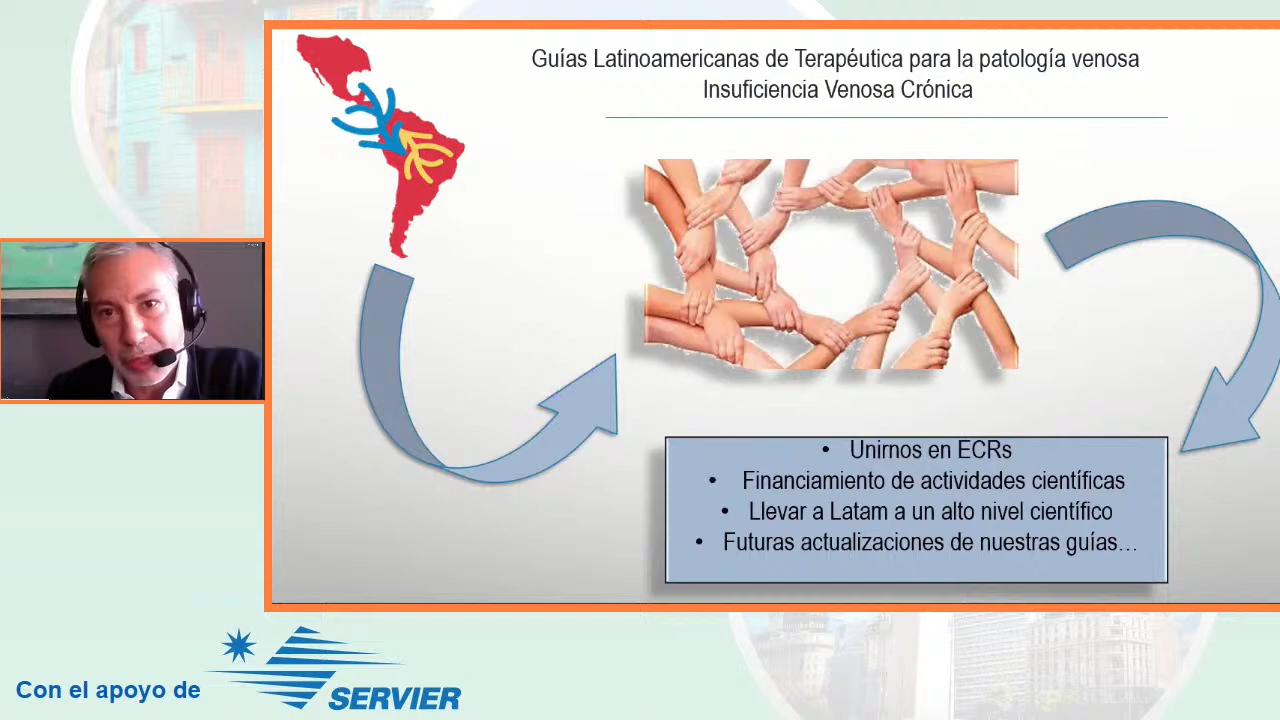 Guías Latinoamericanas de Terapéutica para la patología venosa
Insuficiencia Venosa Crónica
• Unirnos en ECRs
• Financiamiento de actividades científicas
• Llevar a Latam a un alto nivel científico
• Futuras actualizaciones de nuestras guías…
Con el apoyo de
SERVIER